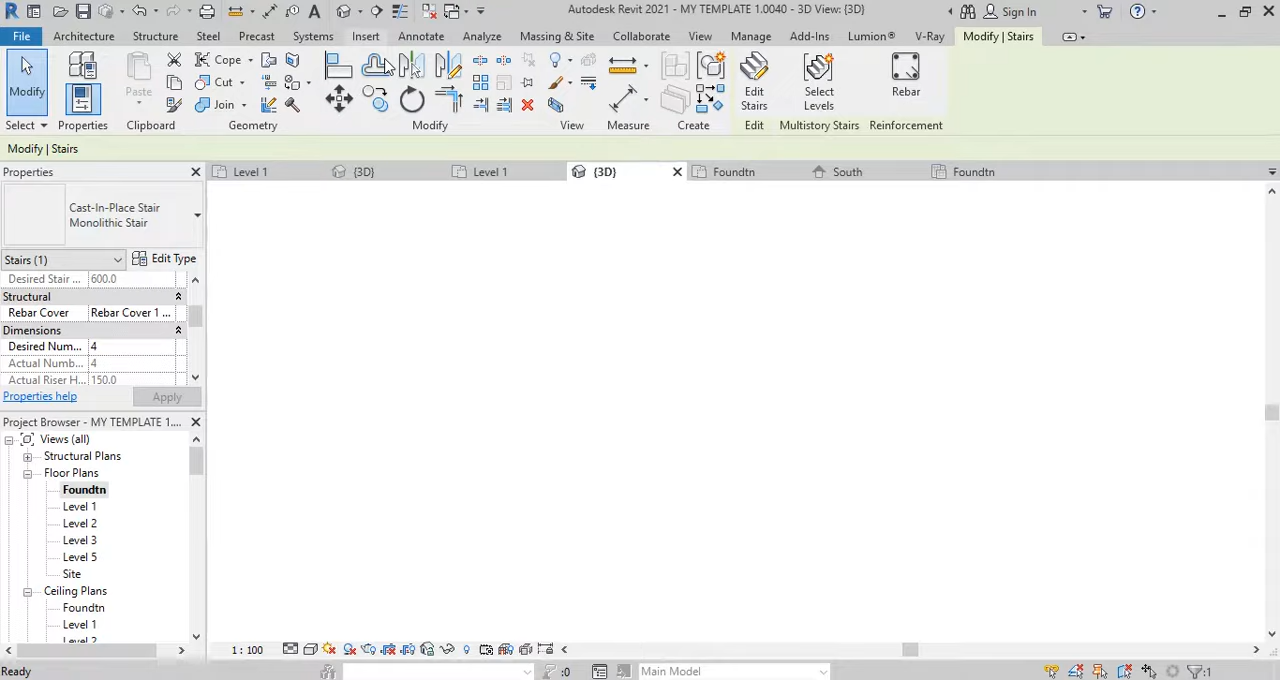 Autodesk Revit 2021 - MY TEMPLATE 1.0040 - 3D View: {3D}
Sign In
File Architecture Structure Steel Precast Systems Insert Annotate Analyze Massing & Site Collaborate View Manage Add-Ins Lumion® V-Ray Modify | Stairs
Modify
Paste
Cope
Cut
Join
Edit Stairs
Select Levels
Rebar
Select Properties Clipboard Geometry Modify View Measure Create Edit Multistory Stairs Reinforcement
Modify | Stairs
Properties
Level 1 {3D} Level 1 {3D} Foundtn South Foundtn
Cast-In-Place Stair
Monolithic Stair
Stairs (1) Edit Type
Desired Stair ... 600.0
Structural
Rebar Cover Rebar Cover 1 ...
Dimensions
Desired Num... 4
Actual Numb... 4
Actual Riser H... 150.0
Properties help Apply
Project Browser - MY TEMPLATE 1....
Views (all)
Structural Plans
Floor Plans
Foundtn
Level 1
Level 2
Level 3
Level 5
Site
Ceiling Plans
Foundtn
Level 1
Level 2
1 : 100
Ready :0 Main Model :1